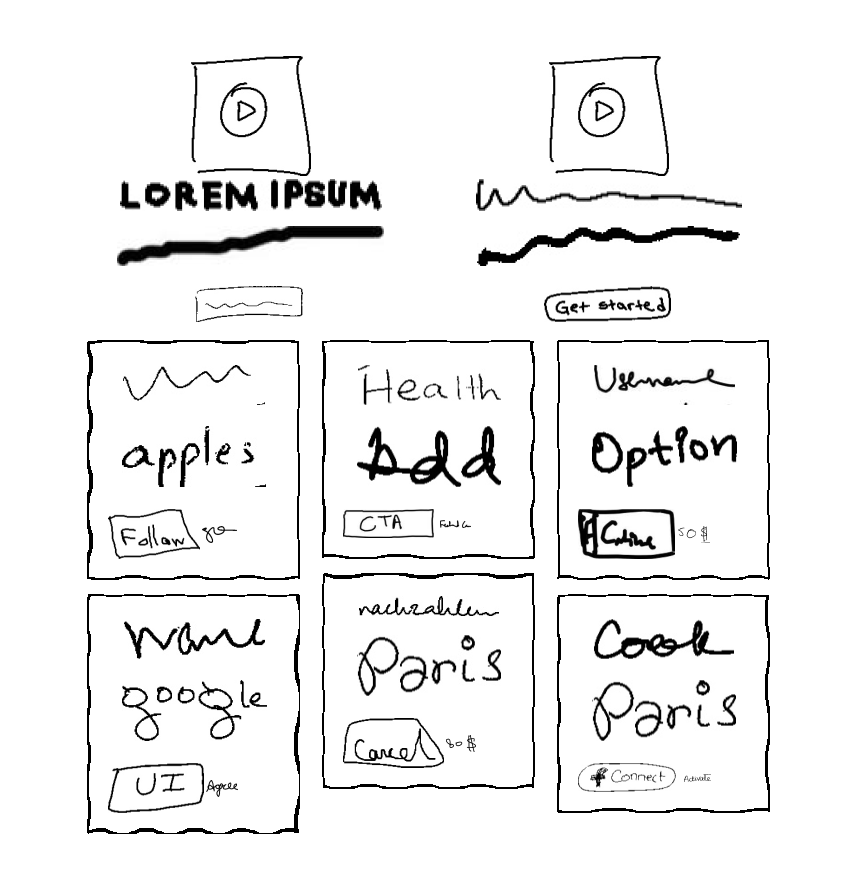 LOREM IPSUM
Get started
apples
Follow
Health
Add
CTA
Username
Option
50 $
Name
google
UI
Agree
nachzahlen
Paris
Cancel
80 $
Cook
Paris
Connect
Activate